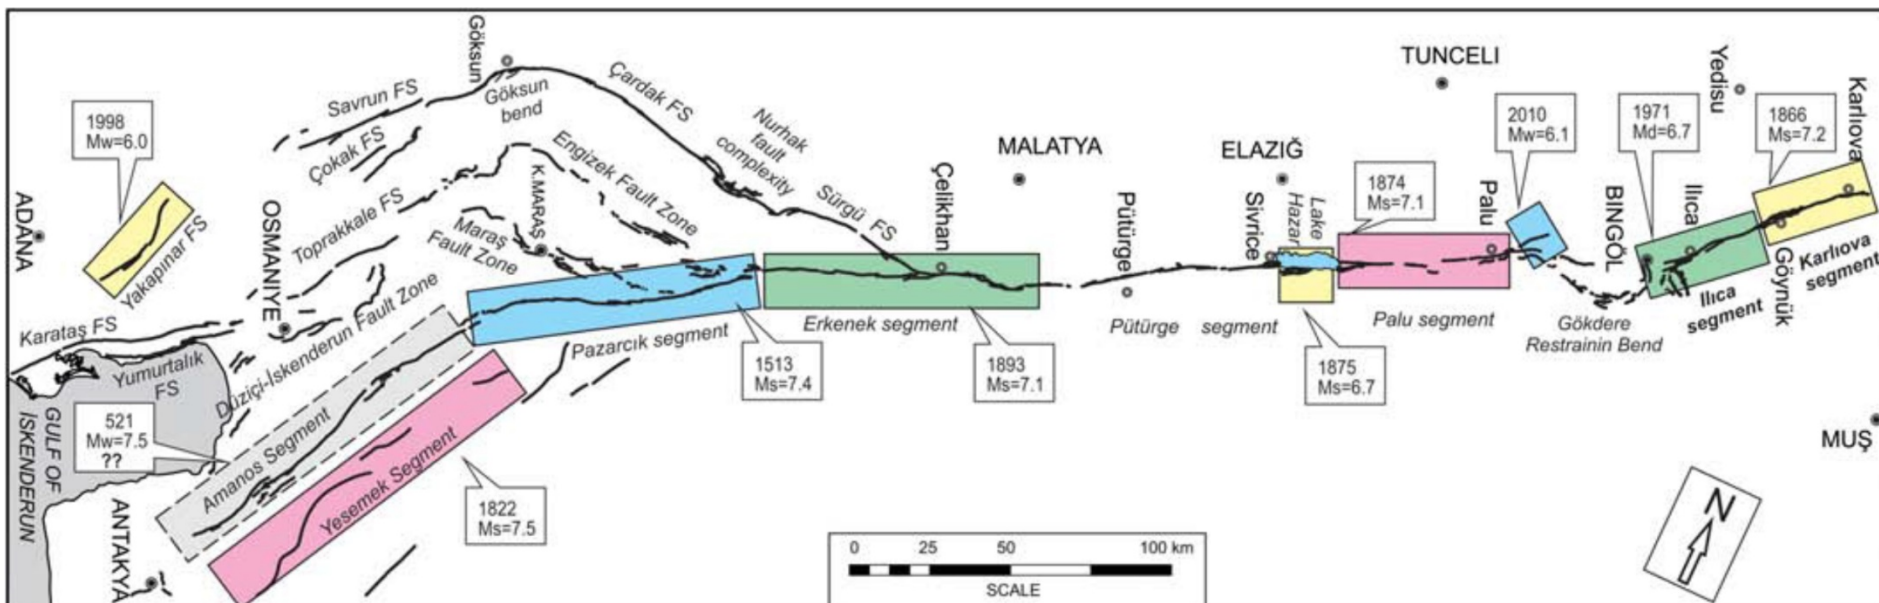 Göksun
Savrun FS
Göksun
bend
Çardak FS
Çokak FS
1998
Mw=6.0
Nurhak
fault
complexity
Engizek Fault Zone
K.MARAŞ
Toprakkale FS
Maraş
Fault Zone
Sürgü FS
Çelikhan
MALATYA
Pütürge
ELAZIĞ
Sivrice
Lake
Hazar
TUNCELI
1874
Ms=7.1
Palu
2010
Mw=6.1
BINGÖL
1971
Md=6.7
Ilıca
Yedisu
1866
Ms=7.2
Karlıova
Göynük
Karlıova
segment
Ilıca
segment
ADANA
Yakapınar FS
OSMANIYE
Karataş FS
Yumurtalık
FS
Düziçi-İskenderun Fault Zone
Pazarcık segment
Erkenek segment
Pütürge segment
Palu segment
Gökdere
Restrainin Bend
1513
Ms=7.4
1893
Ms=7.1
1875
Ms=6.7
521
Mw=7.5
??
GULF OF
İSKENDERUN
Amanos Segment
Yesemek Segment
1822
Ms=7.5
ANTAKYA
MUŞ
N
0 25 50 100 km
SCALE